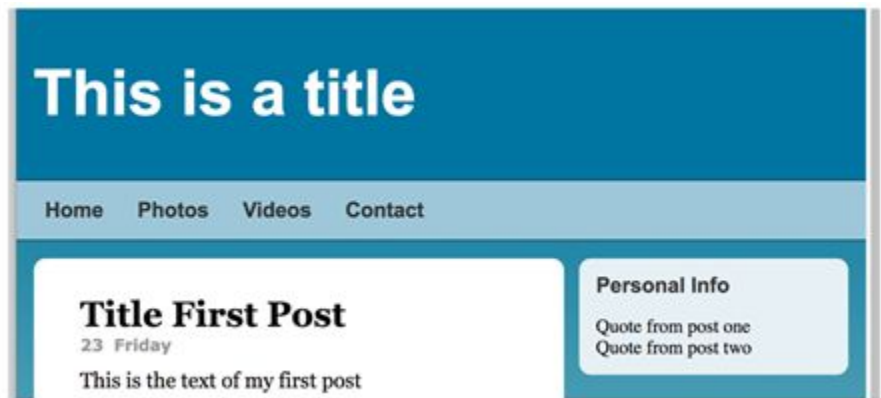 This is a title
Home Photos Videos Contact
Title First Post
23 Friday
This is the text of my first post
Personal Info
Quote from post one
Quote from post two